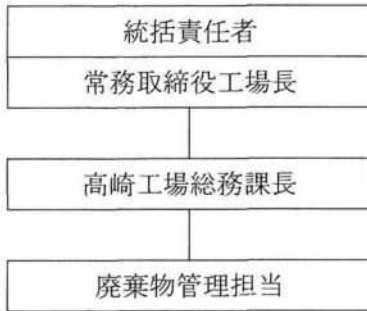 統括責任者
常務取締役工場長
高崎工場総務課長
廃棄物管理担当